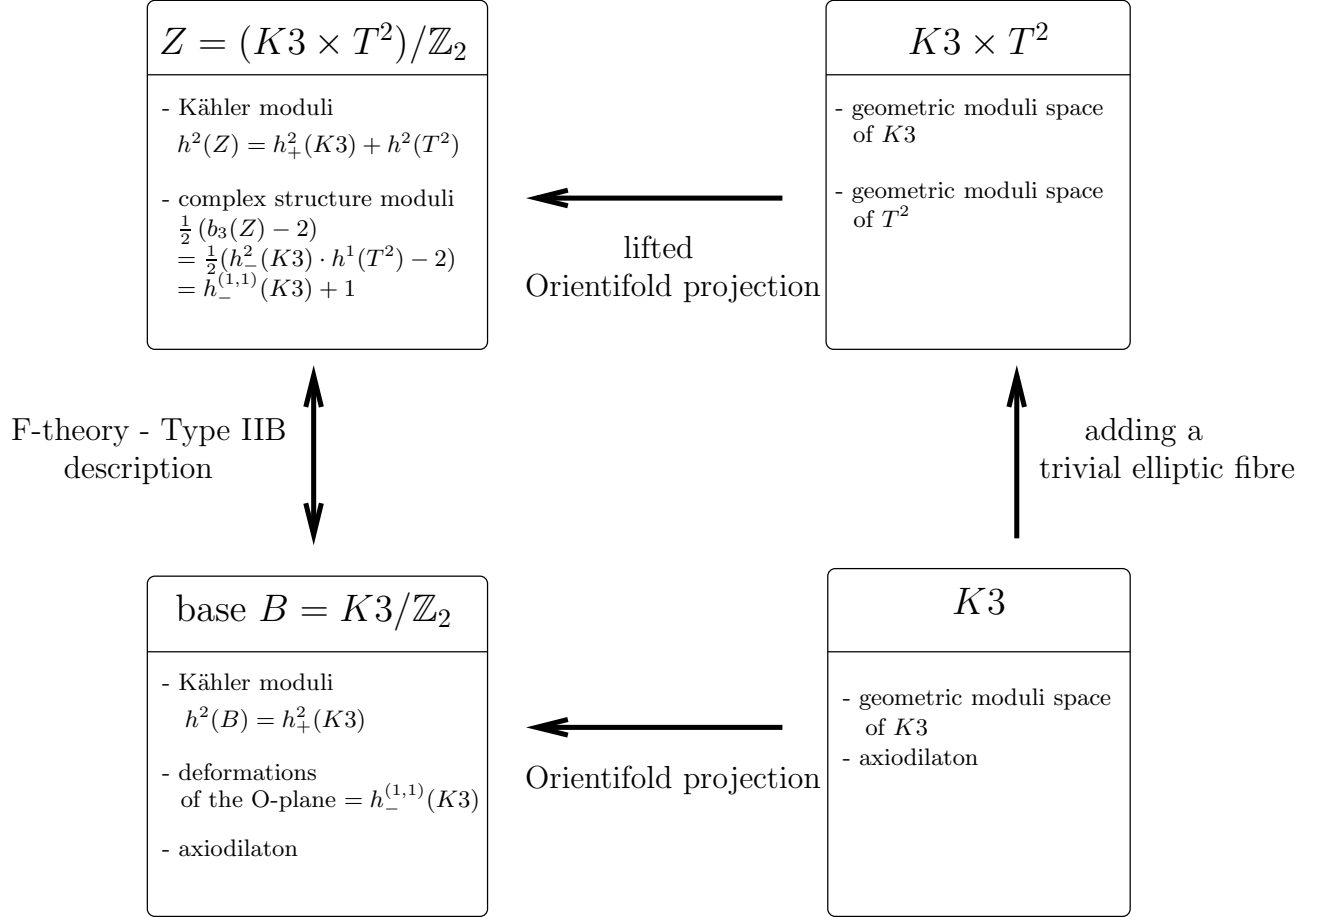 Z = (K3 × T²)/ℤ₂
- Kähler moduli
h²(Z) = h²₊(K3) + h²(T²)
- complex structure moduli
½ (b₃(Z) − 2)
= ½(h²₋(K3) · h¹(T²) − 2)
= h₋^(1,1)(K3) + 1
lifted
Orientifold projection
K3 × T²
- geometric moduli space
of K3
- geometric moduli space
of T²
F-theory - Type IIB
description
adding a
trivial elliptic fibre
base B = K3/ℤ₂
- Kähler moduli
h²(B) = h²₊(K3)
- deformations
of the O-plane = h₋^(1,1)(K3)
- axiodilaton
Orientifold projection
K3
- geometric moduli space
of K3
- axiodilaton